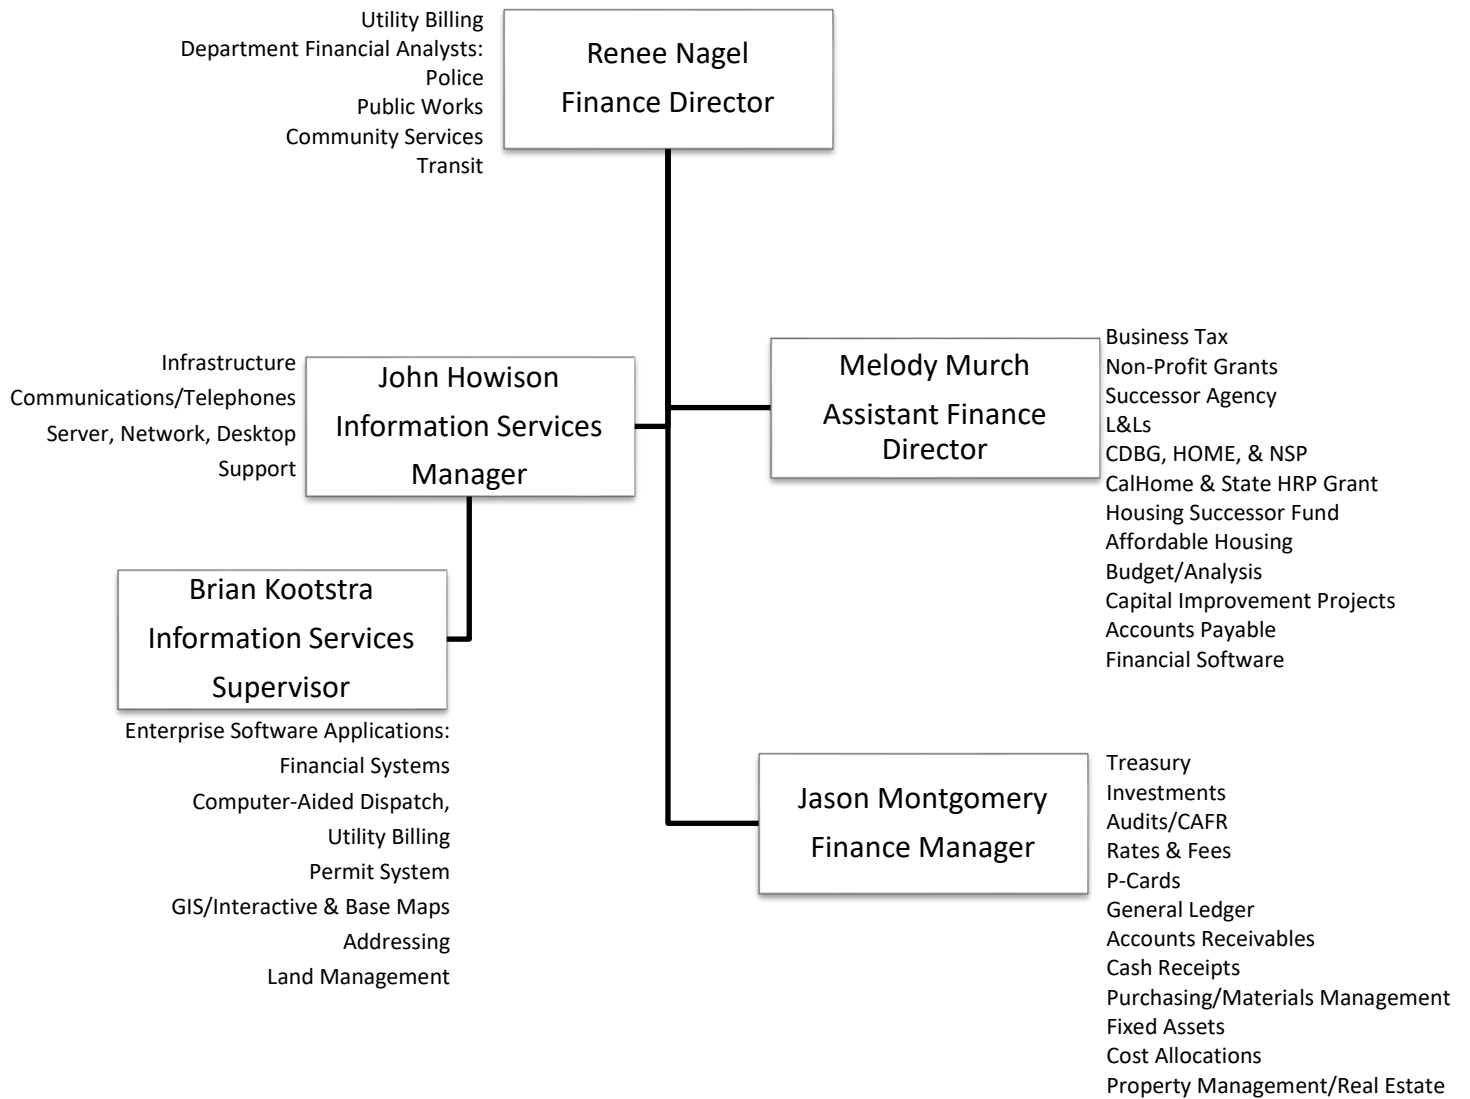 Utility Billing
Department Financial Analysts:
Police
Public Works
Community Services
Transit
Renee Nagel
Finance Director
Infrastructure
Communications/Telephones
Server, Network, Desktop
Support
John Howison
Information Services
Manager
Melody Murch
Assistant Finance
Director
Business Tax
Non-Profit Grants
Successor Agency
L&Ls
CDBG, HOME, & NSP
CalHome & State HRP Grant
Housing Successor Fund
Affordable Housing
Budget/Analysis
Capital Improvement Projects
Accounts Payable
Financial Software
Brian Kootstra
Information Services
Supervisor
Enterprise Software Applications:
Financial Systems
Computer-Aided Dispatch,
Utility Billing
Permit System
GIS/Interactive & Base Maps
Addressing
Land Management
Jason Montgomery
Finance Manager
Treasury
Investments
Audits/CAFR
Rates & Fees
P-Cards
General Ledger
Accounts Receivables
Cash Receipts
Purchasing/Materials Management
Fixed Assets
Cost Allocations
Property Management/Real Estate